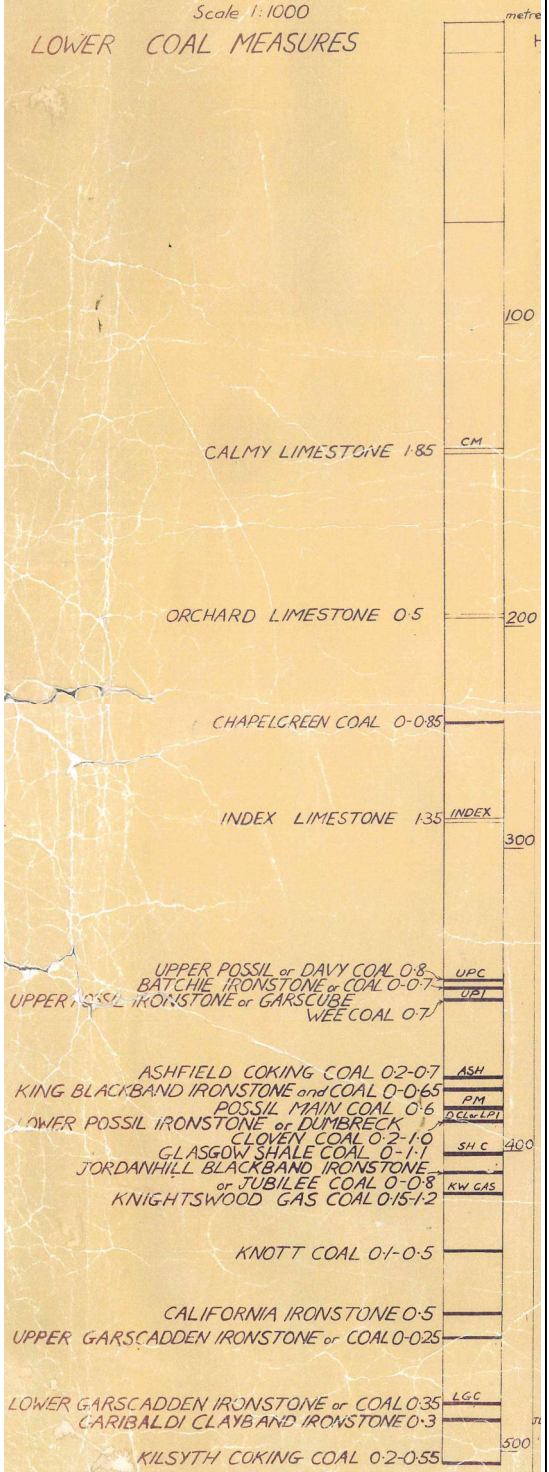 Scale 1:1000
metre
LOWER COAL MEASURES
H
100
CALMY LIMESTONE 1·85 CM
ORCHARD LIMESTONE 0·5
200
CHAPELGREEN COAL 0-0·85
INDEX LIMESTONE 1·35 INDEX
300
UPPER POSSIL or DAVY COAL 0·8 UPC
BATCHIE IRONSTONE or COAL 0-0·7
UPPER POSSIL IRONSTONE or GARSCUBE UPI
WEE COAL 0·7
ASHFIELD COKING COAL 0·2-0·7 ASH
KING BLACKBAND IRONSTONE and COAL 0-0·65
POSSIL MAIN COAL 0·6 PM
LOWER POSSIL IRONSTONE or DUMBRECK DCL or LPI
CLOVEN COAL 0·2-1·0
GLASGOW SHALE COAL 0-1·1 SH C 400
JORDANHILL BLACKBAND IRONSTONE
or JUBILEE COAL 0-0·8 KW GAS
KNIGHTSWOOD GAS COAL 0·15-1·2
KNOTT COAL 0·1-0·5
CALIFORNIA IRONSTONE 0·5
UPPER GARSCADDEN IRONSTONE or COAL 0-0·25
LOWER GARSCADDEN IRONSTONE or COAL 0·35 LGC
GARIBALDI CLAYBAND IRONSTONE 0·3
500
KILSYTH COKING COAL 0·2-0·55